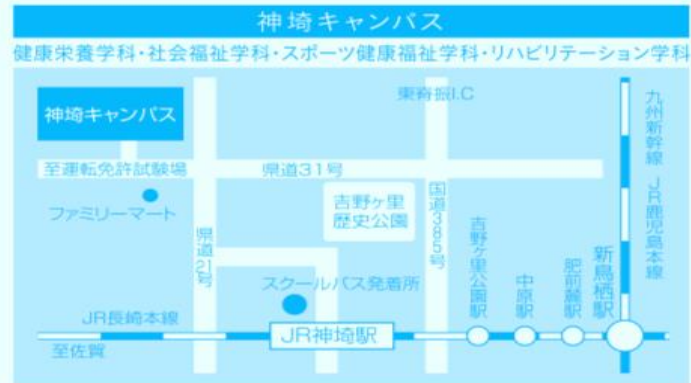 神埼キャンパス
健康栄養学科・社会福祉学科・スポーツ健康福祉学科・リハビリテーション学科
東脊振I.C
神埼キャンパス
至運転免許試験場
県道31号
ファミリーマート
吉野ヶ里
歴史公園
県道21号
国道385号
九州新幹線
JR鹿児島本線
スクールバス発着所
吉野ヶ里公園駅
中原駅
肥前麓駅
新鳥栖駅
JR長崎本線
JR神埼駅
至佐賀